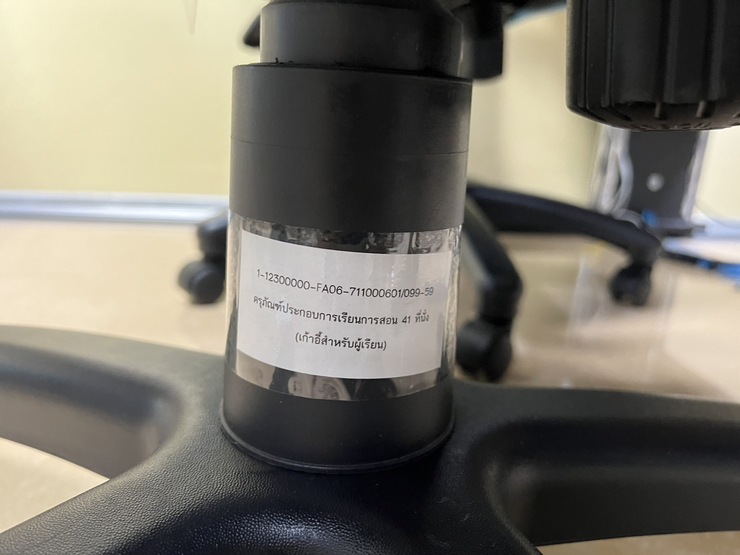 1-12300000-FA06-711000601/099-59
ครุภัณฑ์ประกอบการเรียนการสอน 41 ที่นั่ง
(เก้าอี้สำหรับผู้เรียน)